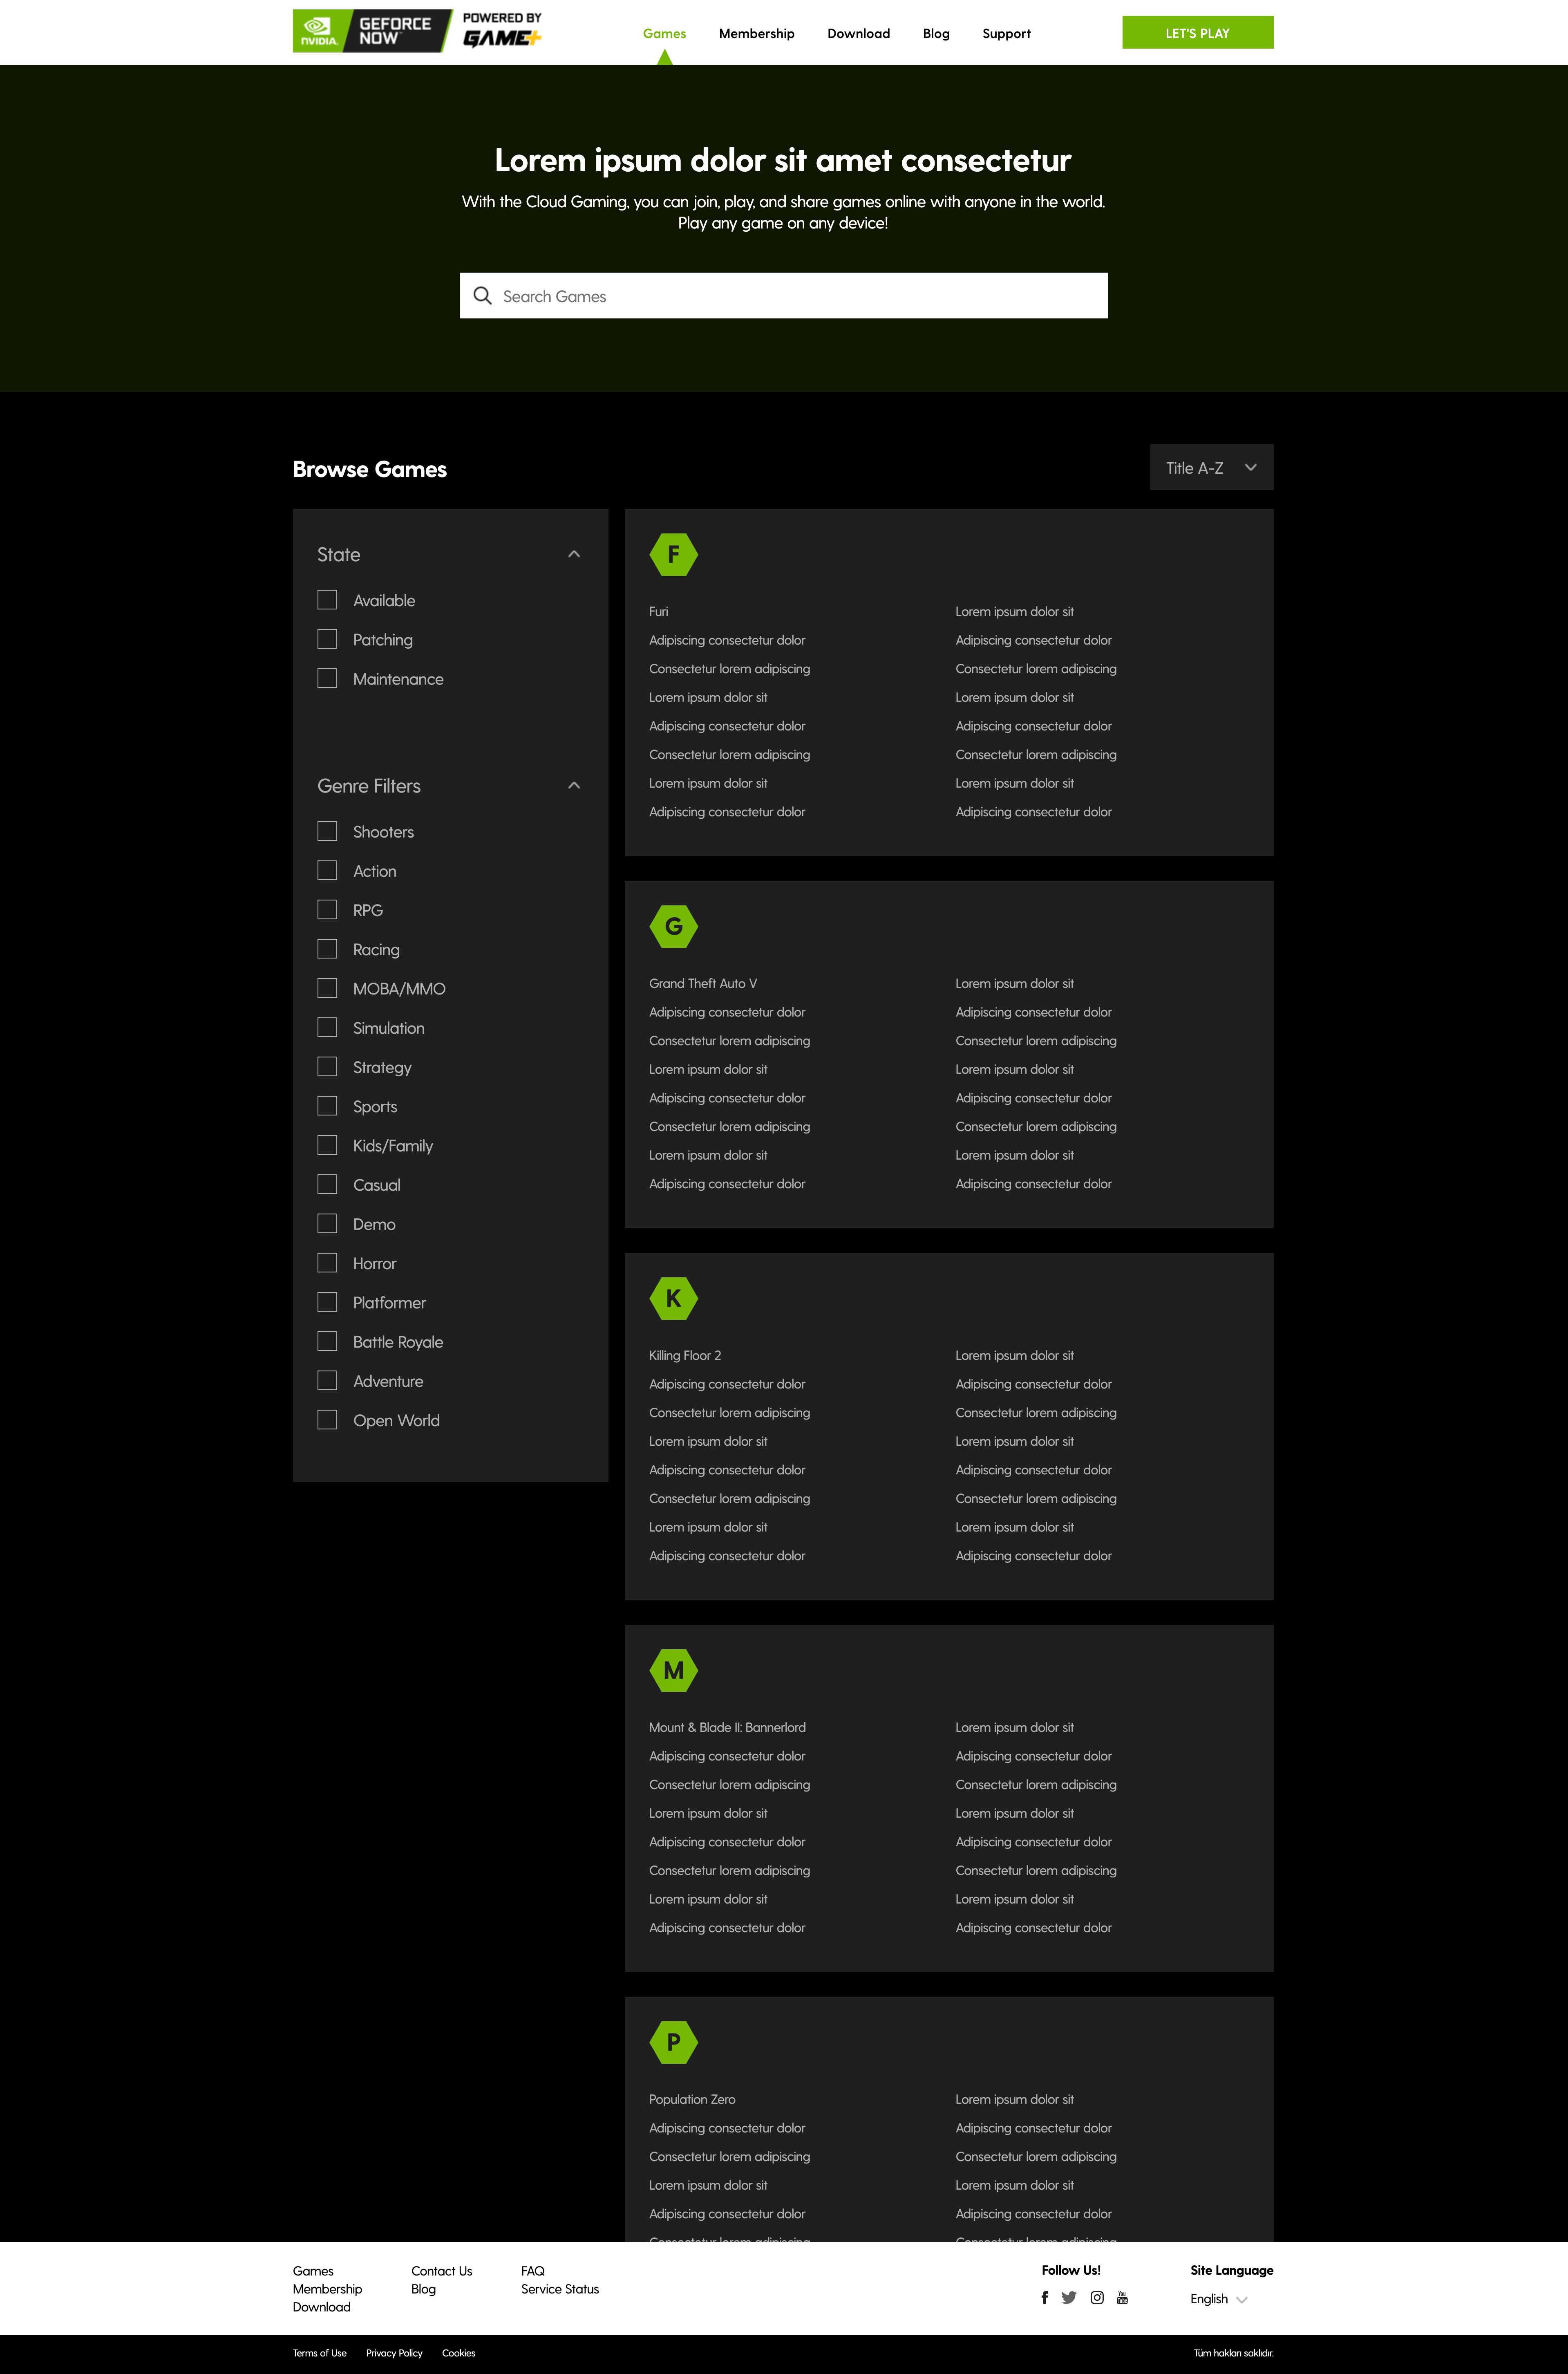 NVIDIA.
GEFORCE NOW
POWERED BY
GAME+
Games
Membership
Download
Blog
Support
LET'S PLAY
Lorem ipsum dolor sit amet consectetur
With the Cloud Gaming, you can join, play, and share games online with anyone in the world.
Play any game on any device!
Search Games
Browse Games
Title A-Z
State
Available
Patching
Maintenance
Genre Filters
Shooters
Action
RPG
Racing
MOBA/MMO
Simulation
Strategy
Sports
Kids/Family
Casual
Demo
Horror
Platformer
Battle Royale
Adventure
Open World
F
Furi
Adipiscing consectetur dolor
Consectetur lorem adipiscing
Lorem ipsum dolor sit
Adipiscing consectetur dolor
Consectetur lorem adipiscing
Lorem ipsum dolor sit
Adipiscing consectetur dolor
Lorem ipsum dolor sit
Adipiscing consectetur dolor
Consectetur lorem adipiscing
Lorem ipsum dolor sit
Adipiscing consectetur dolor
Consectetur lorem adipiscing
Lorem ipsum dolor sit
Adipiscing consectetur dolor
G
Grand Theft Auto V
Adipiscing consectetur dolor
Consectetur lorem adipiscing
Lorem ipsum dolor sit
Adipiscing consectetur dolor
Consectetur lorem adipiscing
Lorem ipsum dolor sit
Adipiscing consectetur dolor
Lorem ipsum dolor sit
Adipiscing consectetur dolor
Consectetur lorem adipiscing
Lorem ipsum dolor sit
Adipiscing consectetur dolor
Consectetur lorem adipiscing
Lorem ipsum dolor sit
Adipiscing consectetur dolor
K
Killing Floor 2
Adipiscing consectetur dolor
Consectetur lorem adipiscing
Lorem ipsum dolor sit
Adipiscing consectetur dolor
Consectetur lorem adipiscing
Lorem ipsum dolor sit
Adipiscing consectetur dolor
Lorem ipsum dolor sit
Adipiscing consectetur dolor
Consectetur lorem adipiscing
Lorem ipsum dolor sit
Adipiscing consectetur dolor
Consectetur lorem adipiscing
Lorem ipsum dolor sit
Adipiscing consectetur dolor
M
Mount & Blade II: Bannerlord
Adipiscing consectetur dolor
Consectetur lorem adipiscing
Lorem ipsum dolor sit
Adipiscing consectetur dolor
Consectetur lorem adipiscing
Lorem ipsum dolor sit
Adipiscing consectetur dolor
Lorem ipsum dolor sit
Adipiscing consectetur dolor
Consectetur lorem adipiscing
Lorem ipsum dolor sit
Adipiscing consectetur dolor
Consectetur lorem adipiscing
Lorem ipsum dolor sit
Adipiscing consectetur dolor
P
Population Zero
Adipiscing consectetur dolor
Consectetur lorem adipiscing
Lorem ipsum dolor sit
Adipiscing consectetur dolor
Consectetur lorem adipiscing
Lorem ipsum dolor sit
Adipiscing consectetur dolor
Consectetur lorem adipiscing
Lorem ipsum dolor sit
Adipiscing consectetur dolor
Consectetur lorem adipiscing
Games
Membership
Download
Contact Us
Blog
FAQ
Service Status
Follow Us!
You
Site Language
English
Terms of Use
Privacy Policy
Cookies
Tüm hakları saklıdır.